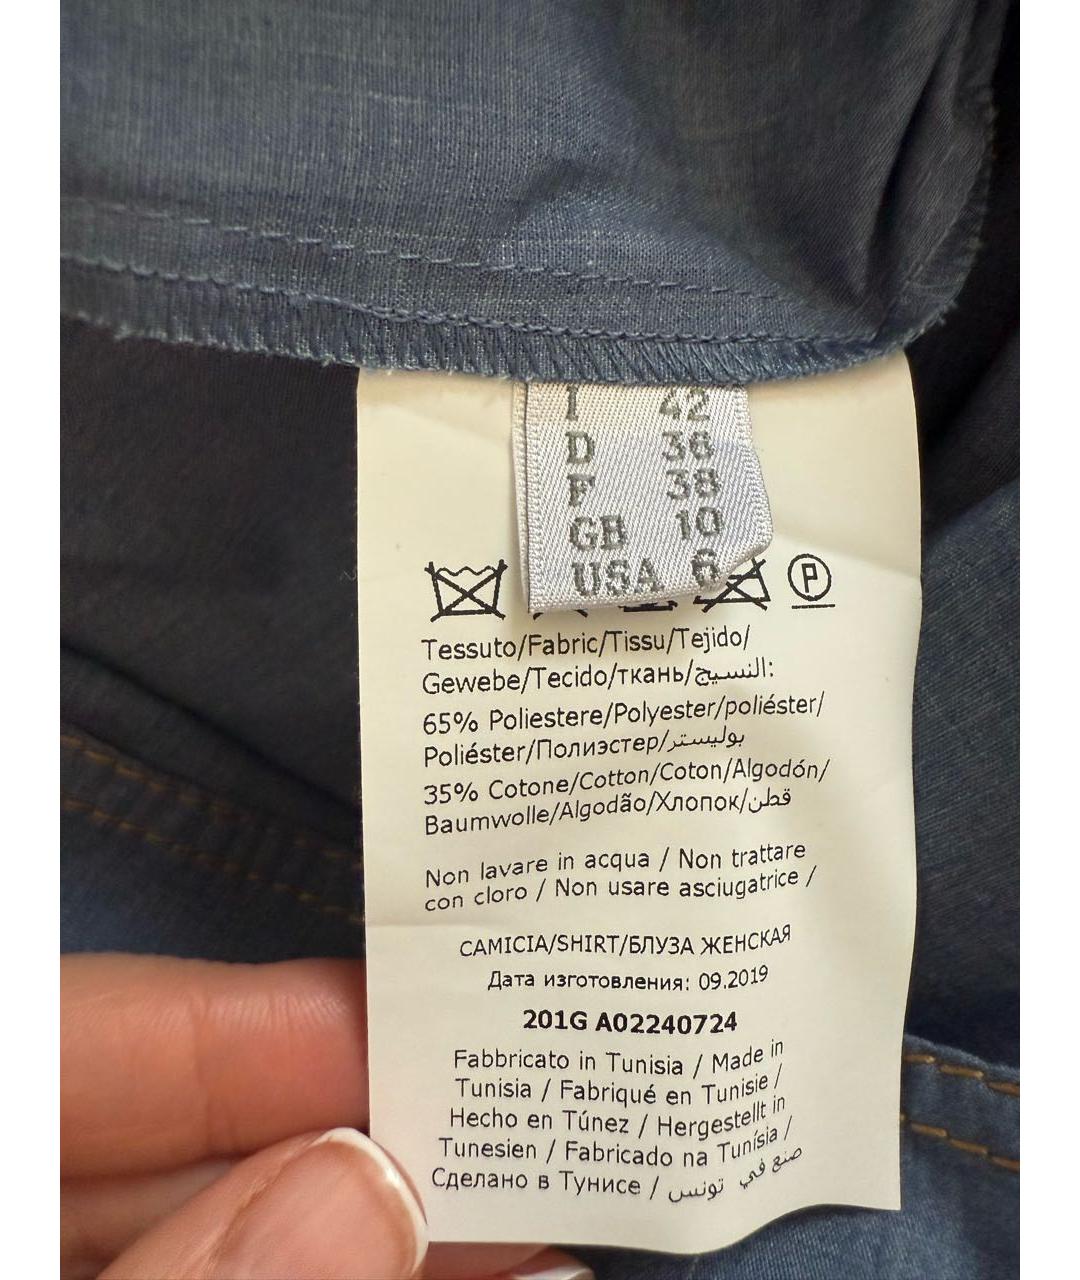 I 42
D 36
F 38
GB 10
USA 6
P
Tessuto/Fabric/Tissu/Tejido/
Gewebe/Tecido/ткань/النسيج:
65% Poliestere/Polyester/poliéster/
Poliéster/Полиэстер/بوليستر
35% Cotone/Cotton/Coton/Algodón/
Baumwolle/Algodão/Хлопок/قطن
Non lavare in acqua / Non trattare
con cloro / Non usare asciugatrice /
CAMICIA/SHIRT/БЛУЗА ЖЕНСКАЯ
Дата изготовления: 09.2019
201G A02240724
Fabbricato in Tunisia / Made in
Tunisia / Fabriqué en Tunisie /
Hecho en Túnez / Hergestellt in
Tunesien / Fabricado na Tunísia /
Сделано в Тунисе / صنع في تونس